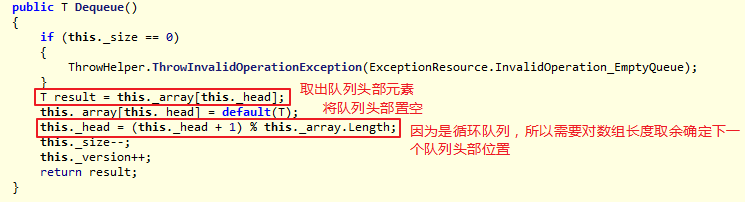 public T Dequeue()
{
if (this._size == 0)
{
ThrowHelper.ThrowInvalidOperationException(ExceptionResource.InvalidOperation_EmptyQueue);
}
T result = this._array[this._head];
取出队列头部元素
this._array[this._head] = default(T);
将队列头部置空
this._head = (this._head + 1) % this._array.Length;
因为是循环队列，所以需要对数组长度取余确定下一
个队列头部位置
this._size--;
this._version++;
return result;
}